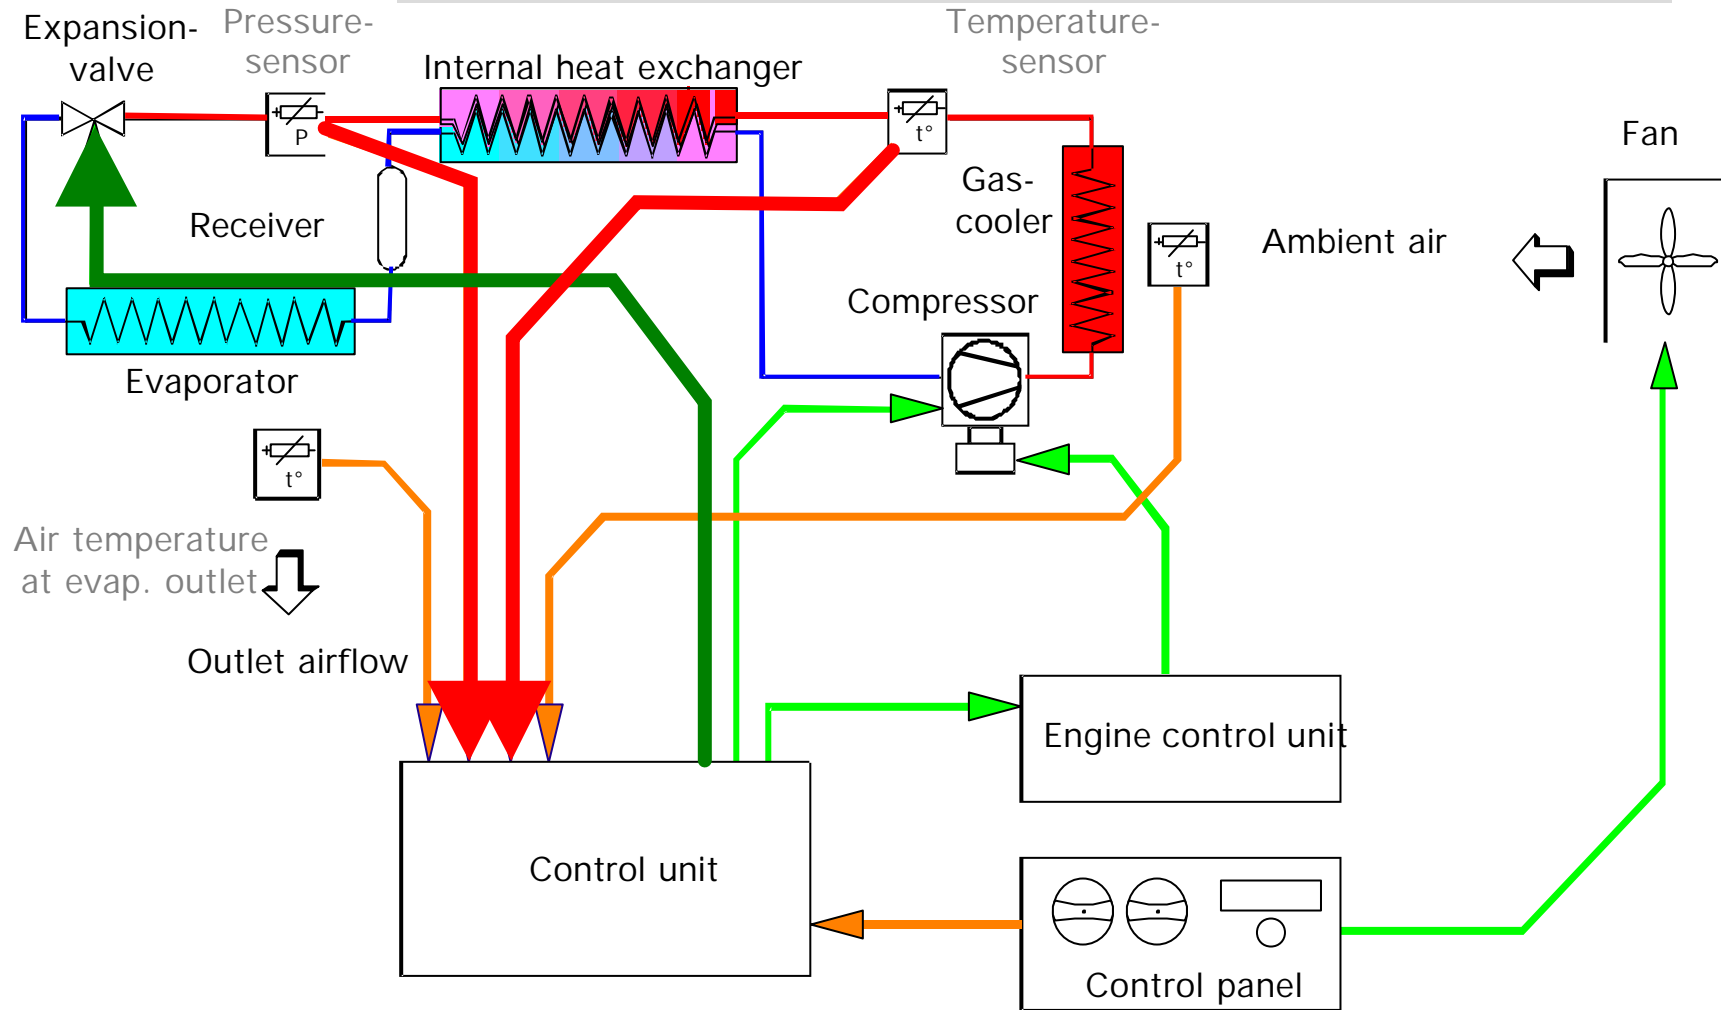 Expansion-
valve
Pressure-
sensor
Internal heat exchanger
Temperature-
sensor
P
t°
Fan
Gas-
cooler
Receiver
Ambient air
t°
Compressor
Evaporator
t°
Air temperature
at evap. outlet
Outlet airflow
Engine control unit
Control unit
Control panel